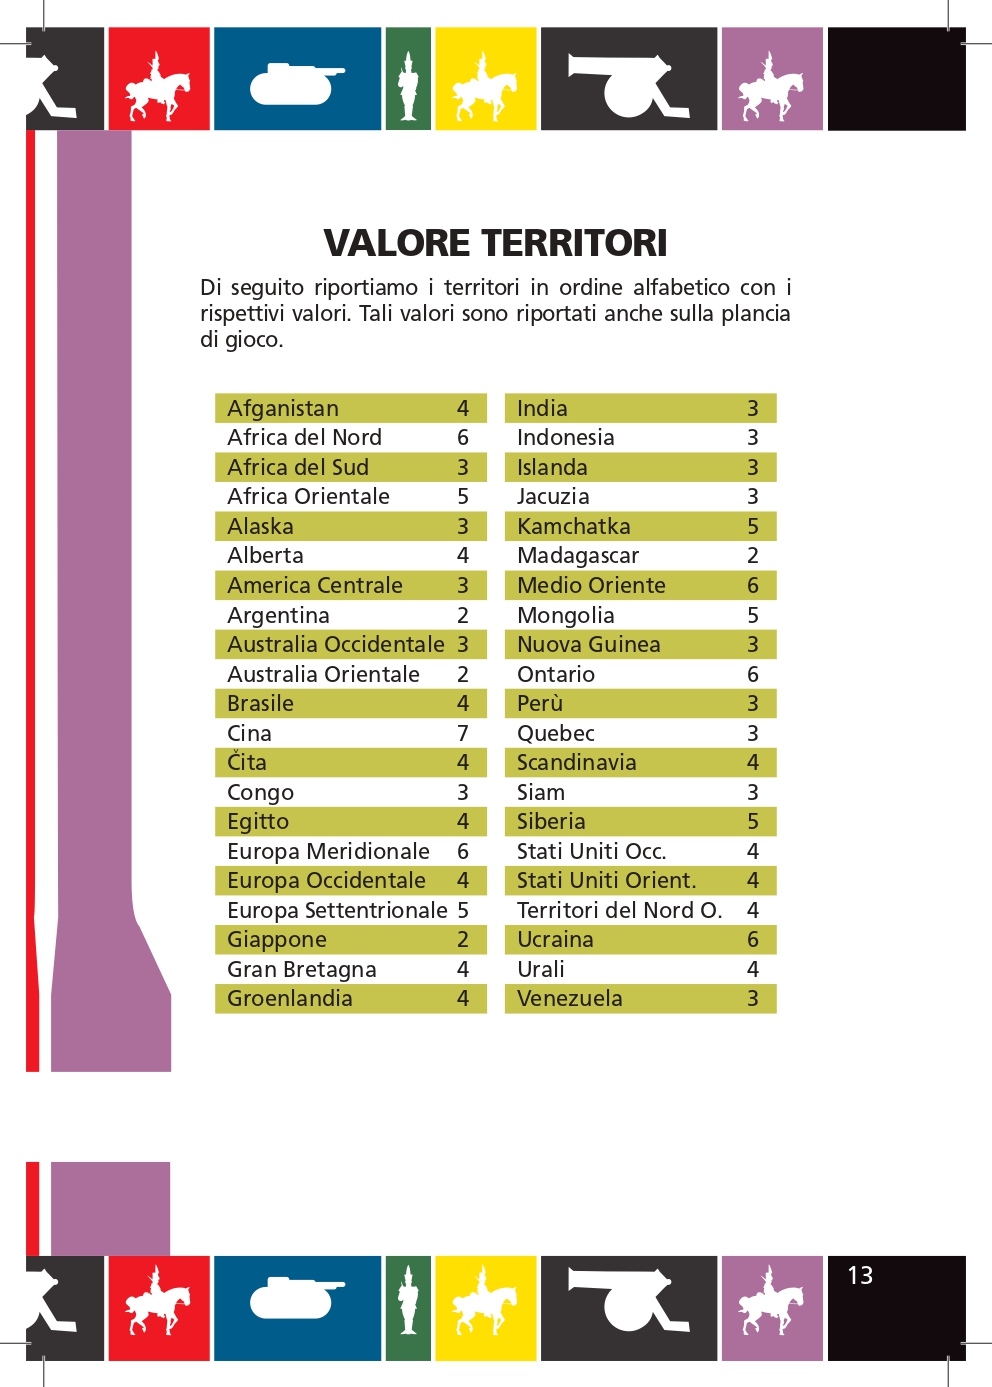 VALORE TERRITORI
Di seguito riportiamo i territori in ordine alfabetico con i
rispettivi valori. Tali valori sono riportati anche sulla plancia
di gioco.
Afganistan 4
Africa del Nord 6
Africa del Sud 3
Africa Orientale 5
Alaska 3
Alberta 4
America Centrale 3
Argentina 2
Australia Occidentale 3
Australia Orientale 2
Brasile 4
Cina 7
Čita 4
Congo 3
Egitto 4
Europa Meridionale 6
Europa Occidentale 4
Europa Settentrionale 5
Giappone 2
Gran Bretagna 4
Groenlandia 4
India 3
Indonesia 3
Islanda 3
Jacuzia 3
Kamchatka 5
Madagascar 2
Medio Oriente 6
Mongolia 5
Nuova Guinea 3
Ontario 6
Perù 3
Quebec 3
Scandinavia 4
Siam 3
Siberia 5
Stati Uniti Occ. 4
Stati Uniti Orient. 4
Territori del Nord O. 4
Ucraina 6
Urali 4
Venezuela 3
13